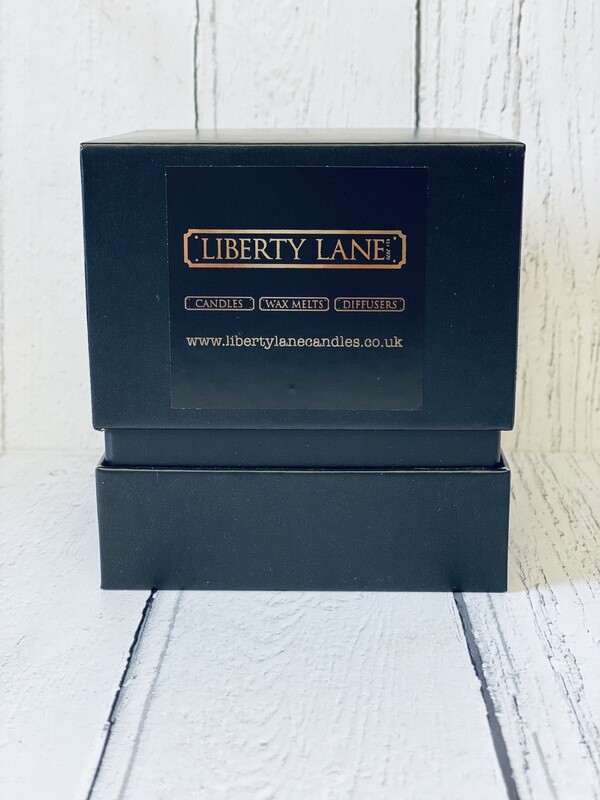 LIBERTY LANE
CANDLES WAX MELTS DIFFUSERS
www.libertylanecandles.co.uk